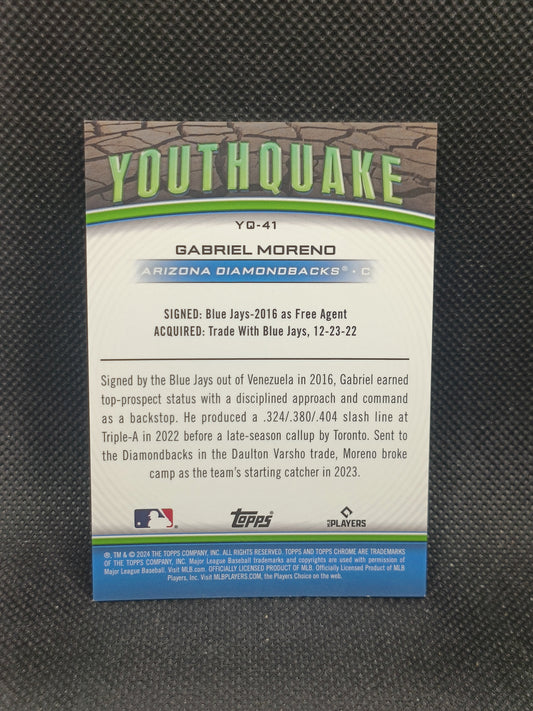 YOUTHQUAKE
YQ-41
GABRIEL MORENO
ARIZONA DIAMONDBACKS® • C
SIGNED: Blue Jays-2016 as Free Agent
ACQUIRED: Trade With Blue Jays, 12-23-22
Signed by the Blue Jays out of Venezuela in 2016, Gabriel earned
top-prospect status with a disciplined approach and command
as a backstop. He produced a .324/.380/.404 slash line at
Triple-A in 2022 before a late-season callup by Toronto. Sent to
the Diamondbacks in the Daulton Varsho trade, Moreno broke
camp as the team's starting catcher in 2023.
Topps
MLB PLAYERS
®, TM & © 2024 THE TOPPS COMPANY, INC. ALL RIGHTS RESERVED. TOPPS AND TOPPS CHROME ARE TRADEMARKS
OF THE TOPPS COMPANY, INC. Major League Baseball trademarks and copyrights are used with permission of
Major League Baseball. Visit MLB.com. OFFICIALLY LICENSED PRODUCT OF MLB. Officially Licensed Product of MLB
Players, Inc. Visit MLBPLAYERS.COM, the Players Choice on the web.